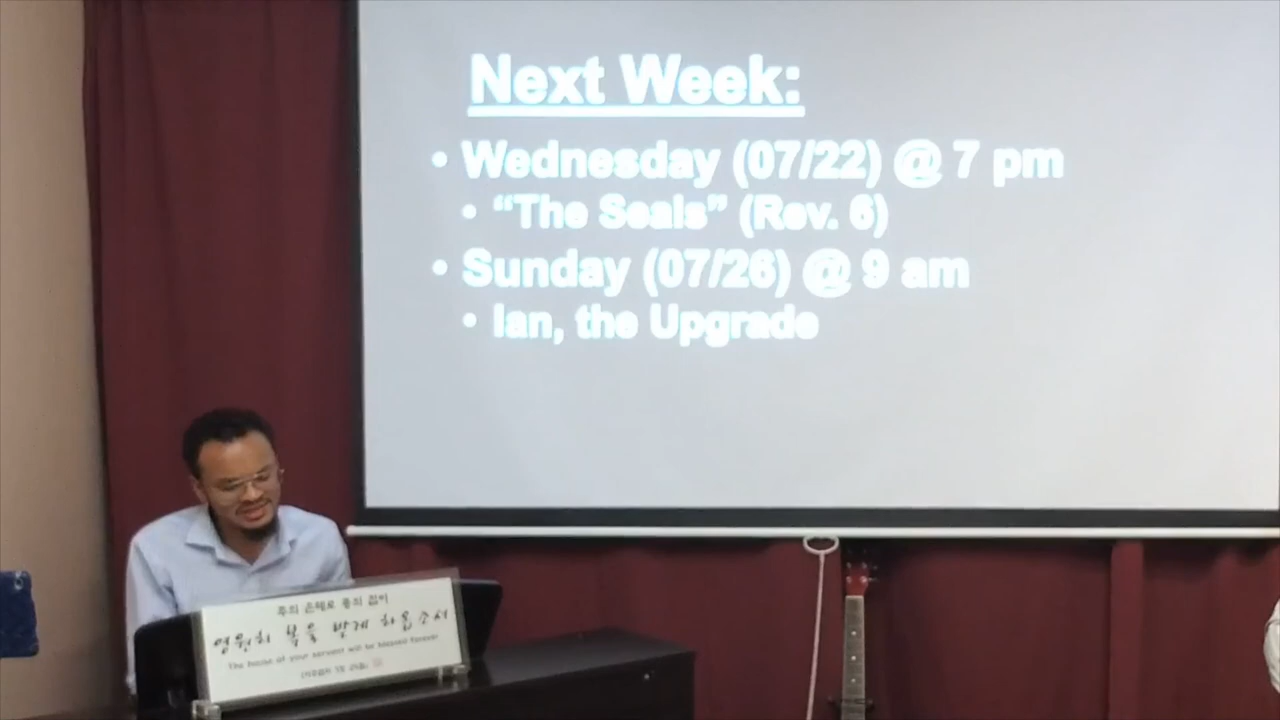 Next Week:
• Wednesday (07/22) @ 7 pm
• “The Seals” (Rev. 6)
• Sunday (07/26) @ 9 am
• Ian, the Upgrade
주의 은혜로 종의 집이
영원히 복을 받게 하옵소서
The house of your servant will be blessed forever